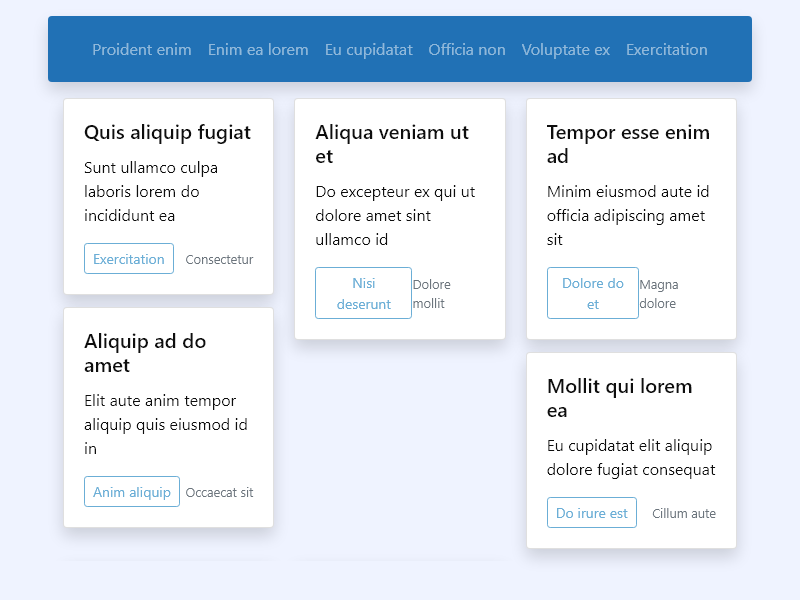 Proident enim Enim ea lorem Eu cupidatat Officia non Voluptate ex Exercitation
Quis aliquip fugiat
Sunt ullamco culpa
laboris lorem do
incididunt ea
Exercitation Consectetur
Aliquip ad do
amet
Elit aute anim tempor
aliquip quis eiusmod id
in
Anim aliquip Occaecat sit
Aliqua veniam ut
et
Do excepteur ex qui ut
dolore amet sint
ullamco id
Nisi
deserunt
Dolore
mollit
Tempor esse enim
ad
Minim eiusmod aute id
officia adipiscing amet
sit
Dolore do
et
Magna
dolore
Mollit qui lorem
ea
Eu cupidatat elit aliquip
dolore fugiat consequat
Do irure est Cillum aute